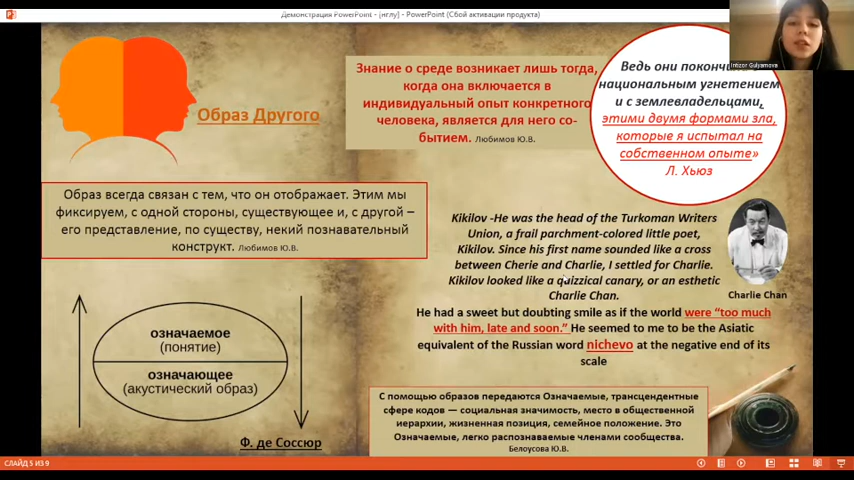 Демонстрация PowerPoint - [нглу] - PowerPoint (Сбой активации продукта)
Intizor Gulyamova
Образ Другого
Знание о среде возникает лишь тогда,
когда она включается в
индивидуальный опыт конкретного
человека, является для него со-
бытием. Любимов Ю.В.
Ведь они
национальным угнетением
и с землевладельцами,
этими двумя формами зла,
которые я испытал на
собственном опыте»
Л. Хьюз
Образ всегда связан с тем, что он отображает. Этим мы
фиксируем, с одной стороны, существующее и, с другой –
его представление, по существу, некий познавательный
конструкт. Любимов Ю.В.
Kikilov -He was the head of the Turkoman Writers
Union, a frail parchment-colored little poet,
Kikilov. Since his first name sounded like a cross
between Cherie and Charlie, I settled for Charlie.
Kikilov looked like a quizzical canary, or an esthetic
Charlie Chan.
Charlie Chan
He had a sweet but doubting smile as if the world were “too much
with him, late and soon.” He seemed to me to be the Asiatic
equivalent of the Russian word nichevo at the negative end of its
scale
означаемое
(понятие)
означающее
(акустический образ)
Ф. де Соссюр
С помощью образов передаются Означаемые, трансцендентные
сфере кодов — социальная значимость, место в общественной
иерархии, жизненная позиция, семейное положение. Это
Означаемые, легко распознаваемые членами сообщества.
Белоусова Ю.В.
СЛАЙД 5 ИЗ 9